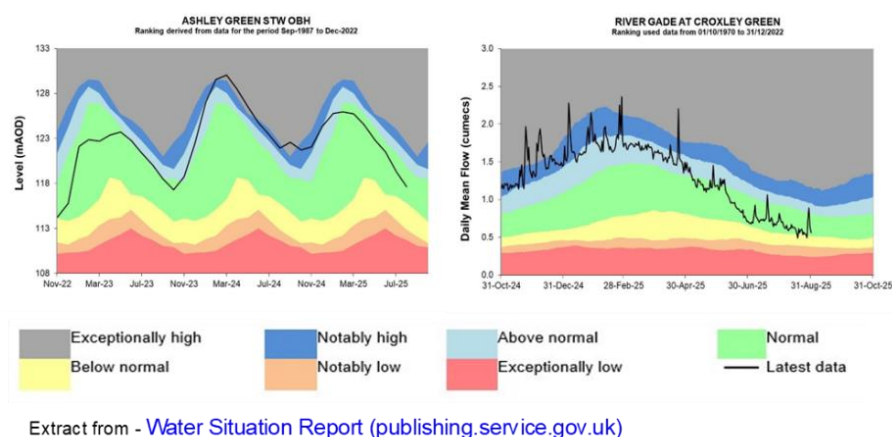 ASHLEY GREEN STW OBH
Ranking derived from data for the period Sep-1987 to Dec-2022
Level (mAOD)
133
128
123
118
113
108
Nov-22 Mar-23 Jul-23 Nov-23 Mar-24 Jul-24 Nov-24 Mar-25 Jul-25
RIVER GADE AT CROXLEY GREEN
Ranking used data from 01/10/1970 to 31/12/2022
Daily Mean Flow (cumecs)
3.0
2.5
2.0
1.5
1.0
0.5
0.0
31-Oct-24 31-Dec-24 28-Feb-25 30-Apr-25 30-Jun-25 31-Aug-25 31-Oct-25
Exceptionally high Notably high Above normal Normal
Below normal Notably low Exceptionally low Latest data
Extract from - Water Situation Report (publishing.service.gov.uk)